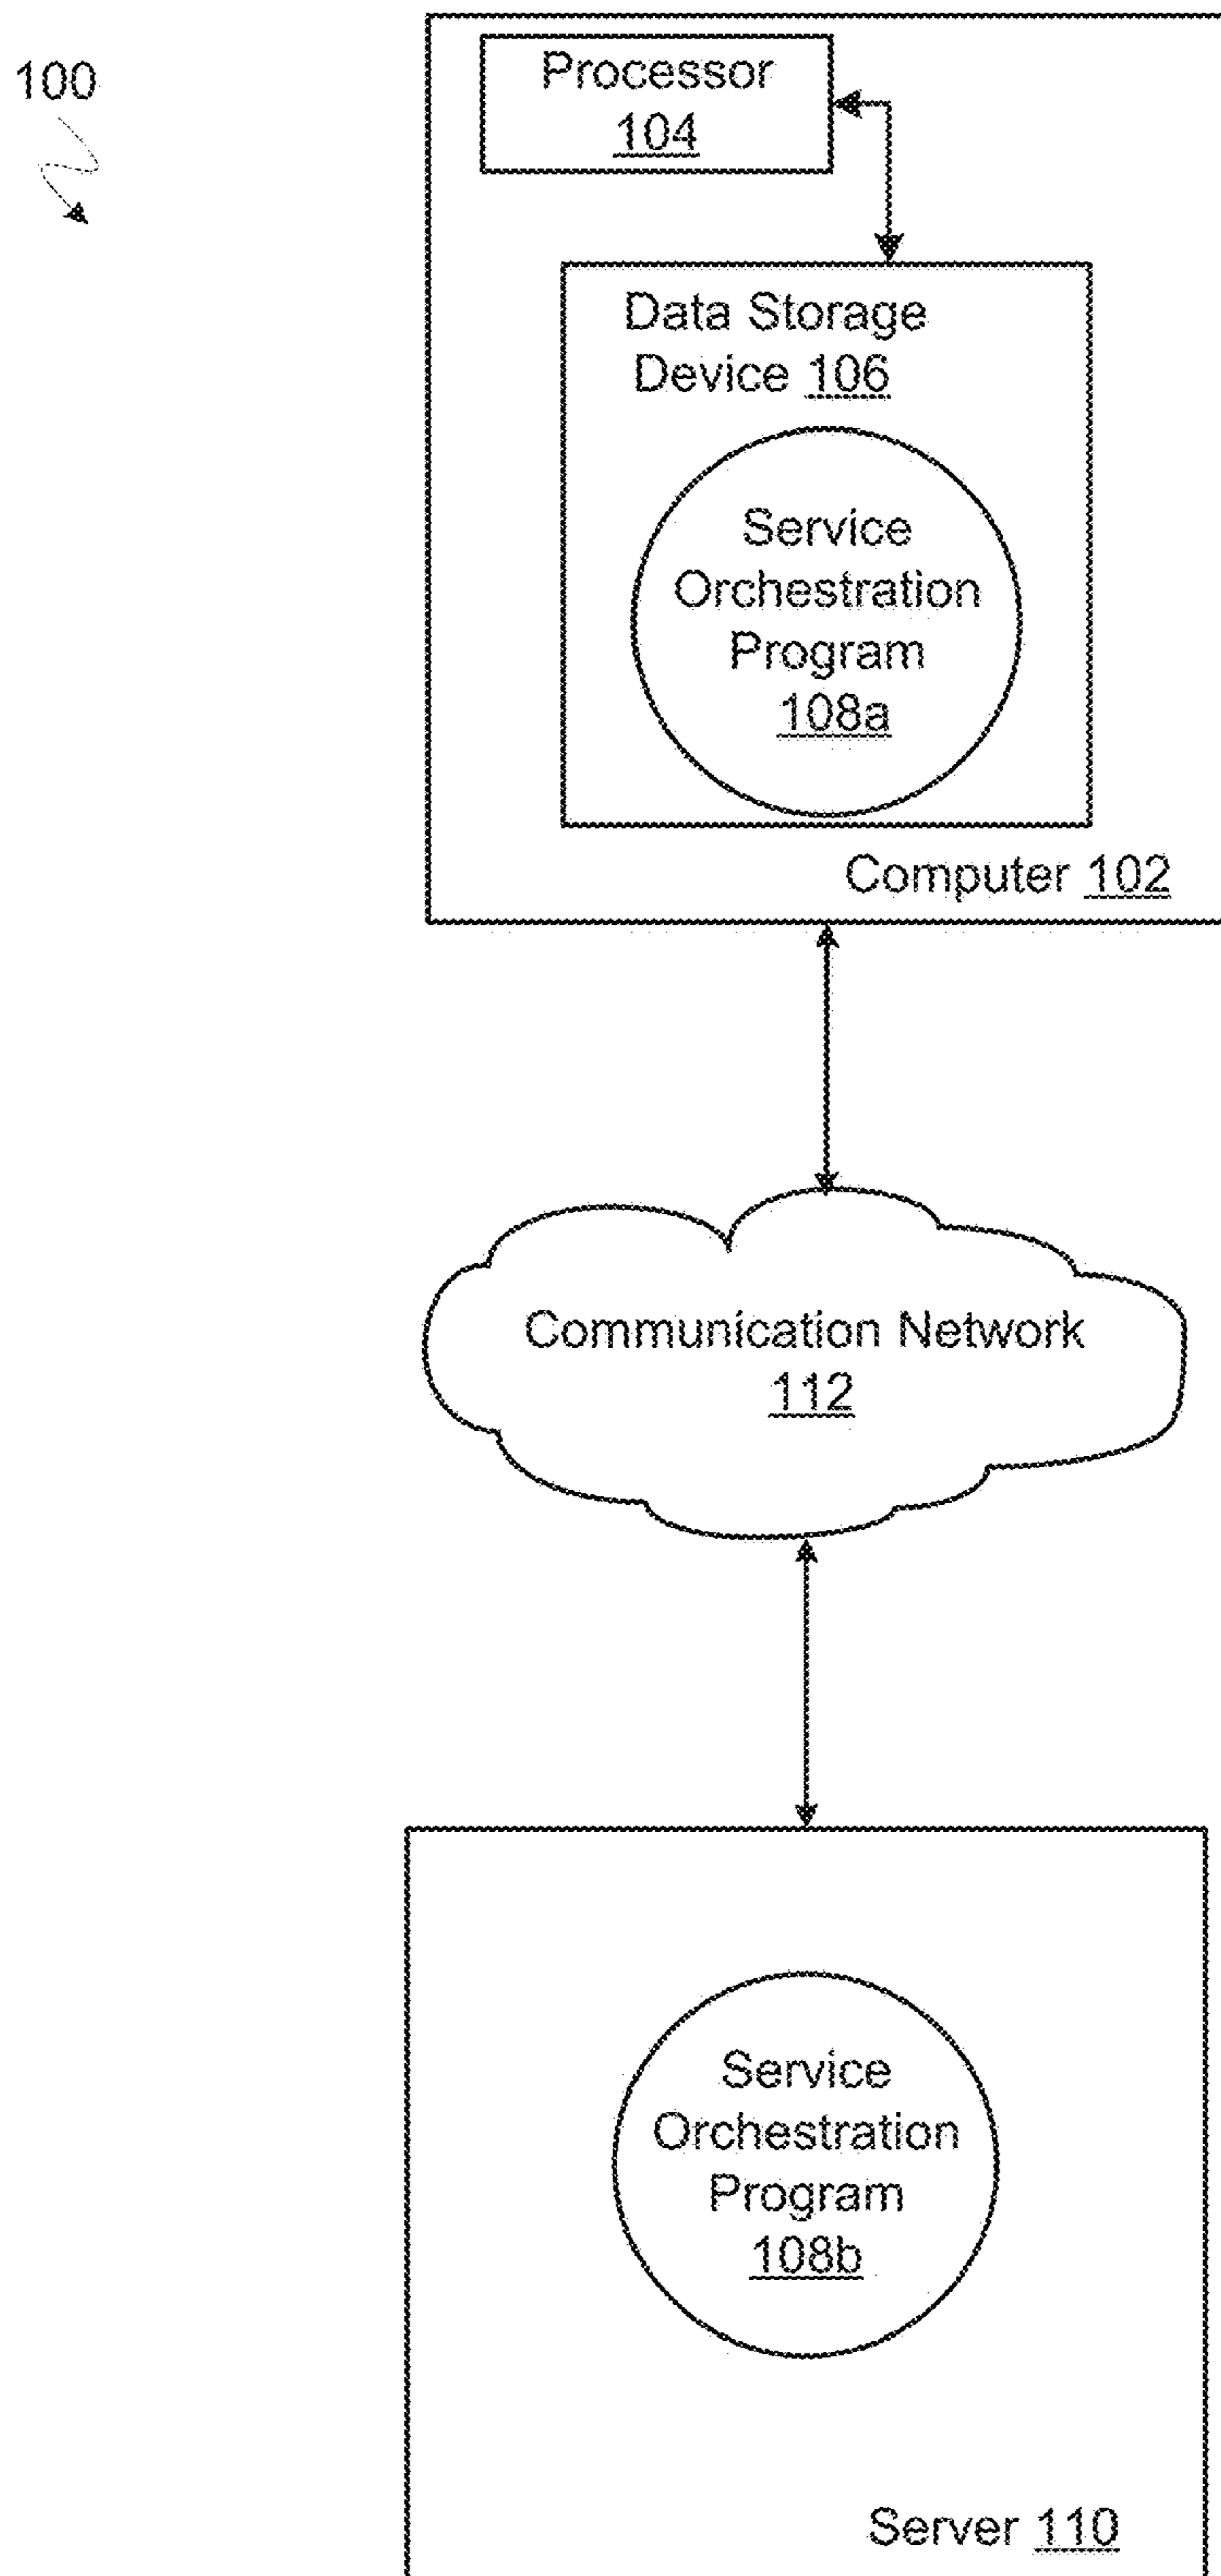 100
Processor
104
Data Storage
Device 106
Service
Orchestration
Program
108a
Computer 102
Communication Network
112
Service
Orchestration
Program
108b
Server 110